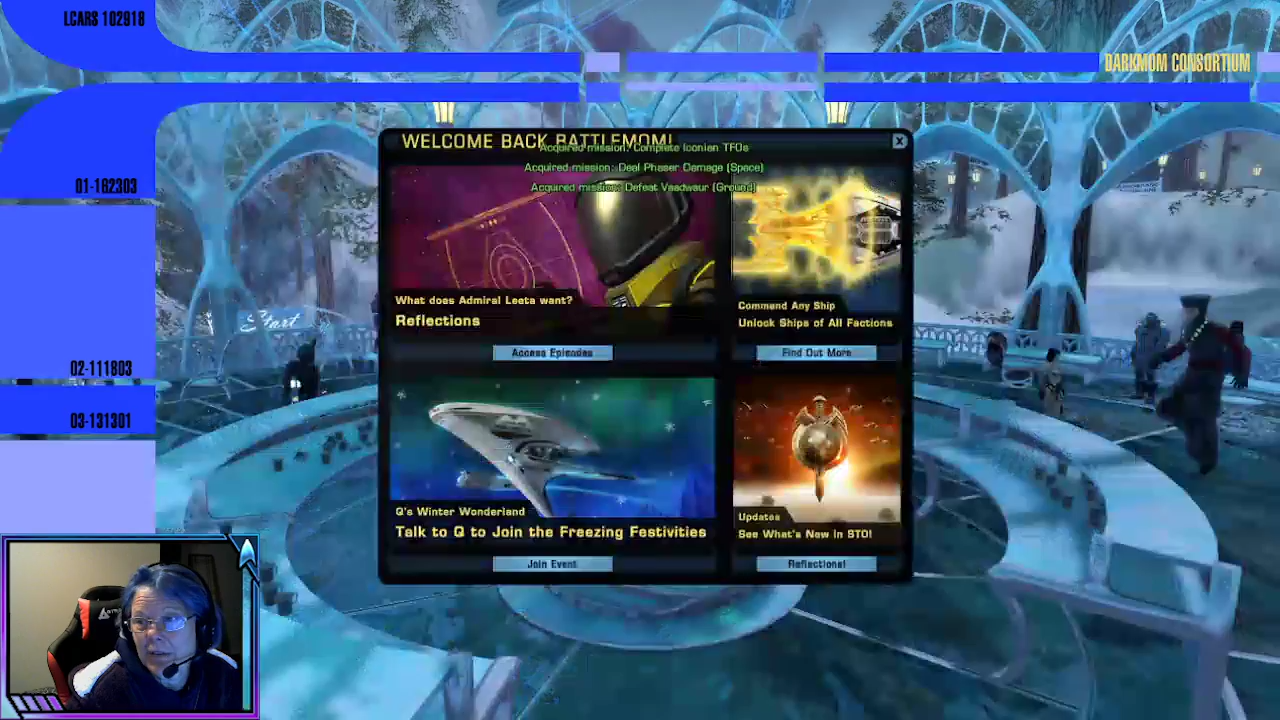 LCARS 102918
DARKMOM CONSORTIUM
01-182303
02-111803
03-131301
WELCOME BACK BATTLEMOM!
Acquired mission: Complete Iconian TFOs
Acquired mission: Deal Phaser Damage (Space)
Acquired mission: Defeat Vaadwaur (Ground)
What does Admiral Leeta want?
Reflections
Access Episodes
Command Any Ship
Unlock Ships of All Factions
Find Out More
Start
Q's Winter Wonderland
Talk to Q to Join the Freezing Festivities
Join Event
Updates
See What's New in STO!
Reflections!